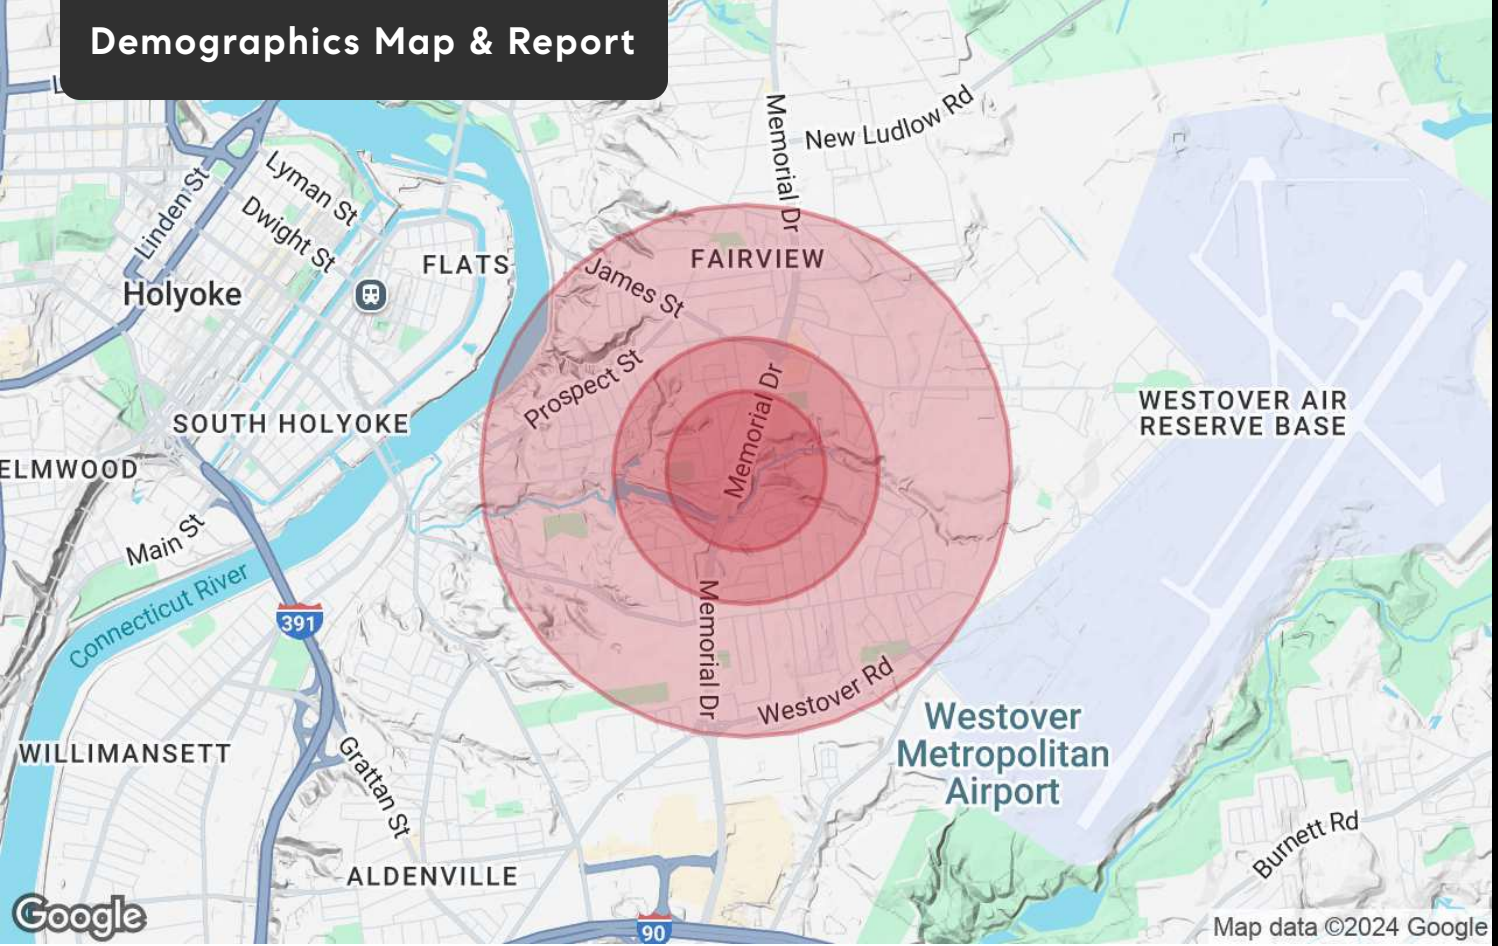 Demographics Map & Report
L
Memorial Dr
New Ludlow Rd
Lyman St
Linden St
Dwight St
FLATS
FAIRVIEW
James St
Holyoke
Prospect St
Memorial Dr
WESTOVER AIR
RESERVE BASE
SOUTH HOLYOKE
ELMWOOD
Main St
Connecticut River
391
Memorial Dr
Westover Rd
Westover
Metropolitan
Airport
WILLIMANSETT
Grattan St
Burnett Rd
ALDENVILLE
Google
90
Map data ©2024 Google